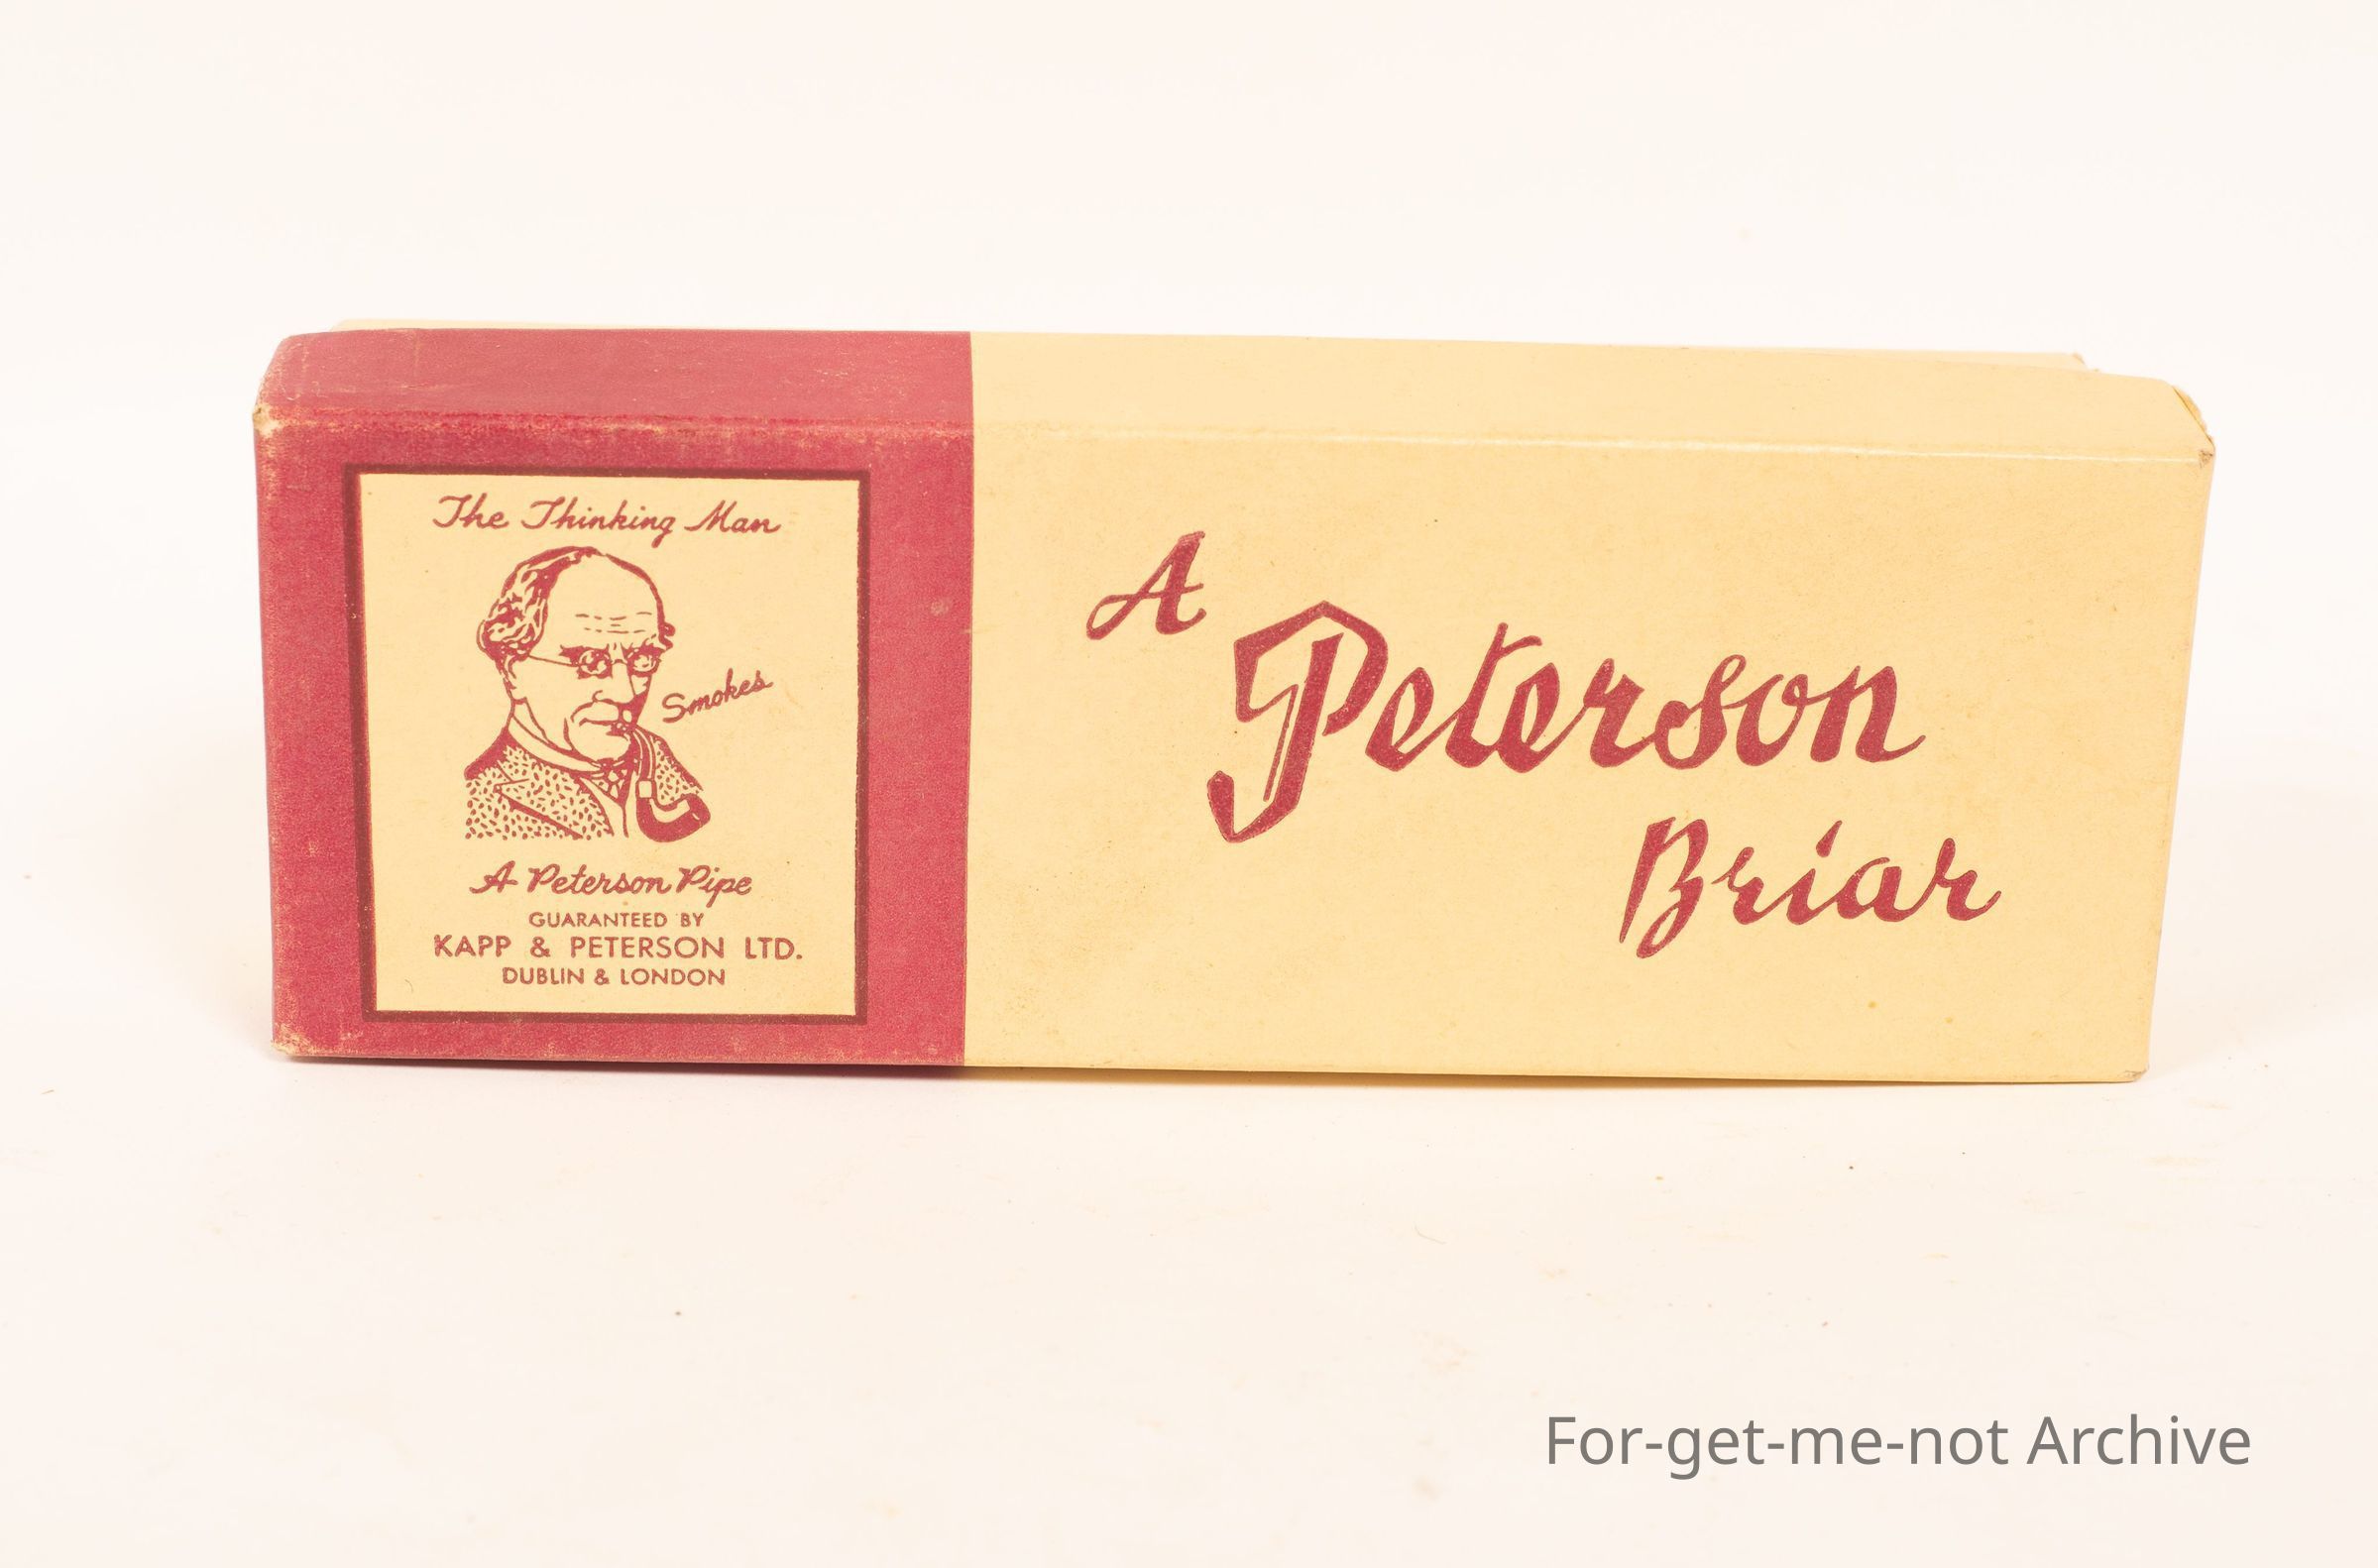 The Thinking Man
Smokes
A Peterson Pipe
GUARANTEED BY
KAPP & PETERSON LTD.
DUBLIN & LONDON
A
Peterson
Briar
For-get-me-not Archive